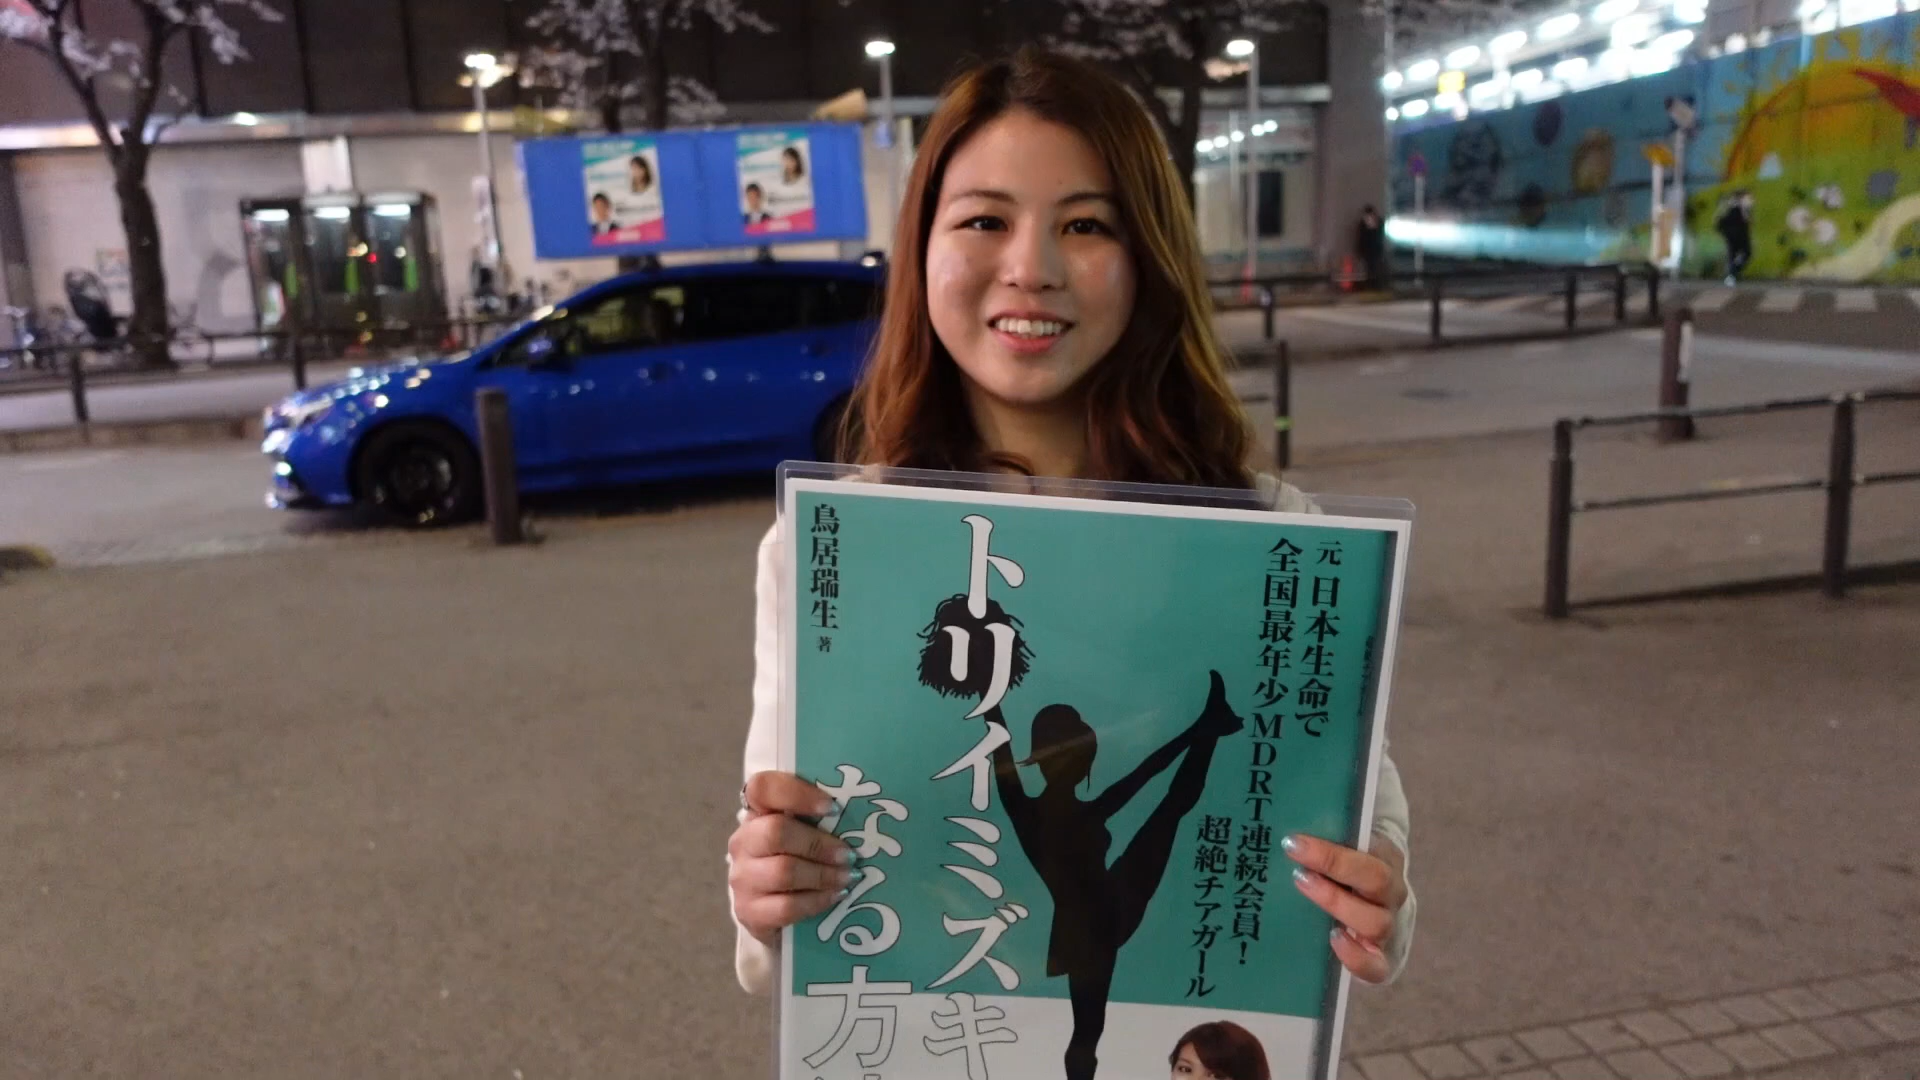 元 日本生命で
全国最年少MDRT連続会員！
超絶チアガール
トリイミズキ
なる方
鳥居瑞生 著